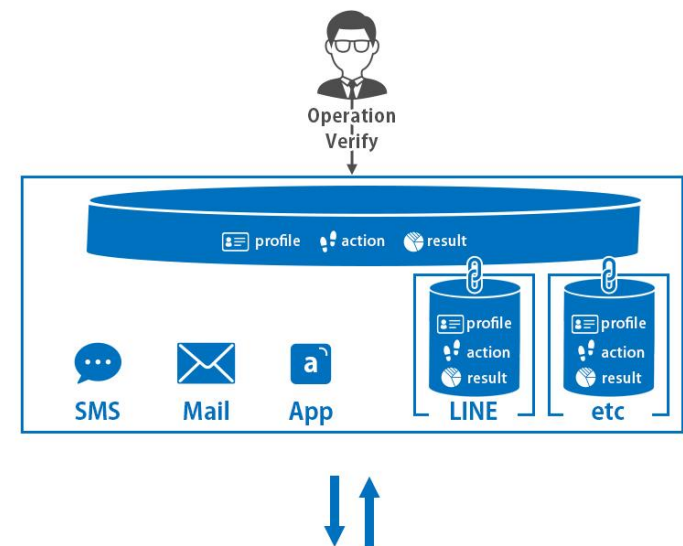 Operation
Verify
profile action result
profile
action
result
profile
action
result
a
SMS Mail App LINE etc